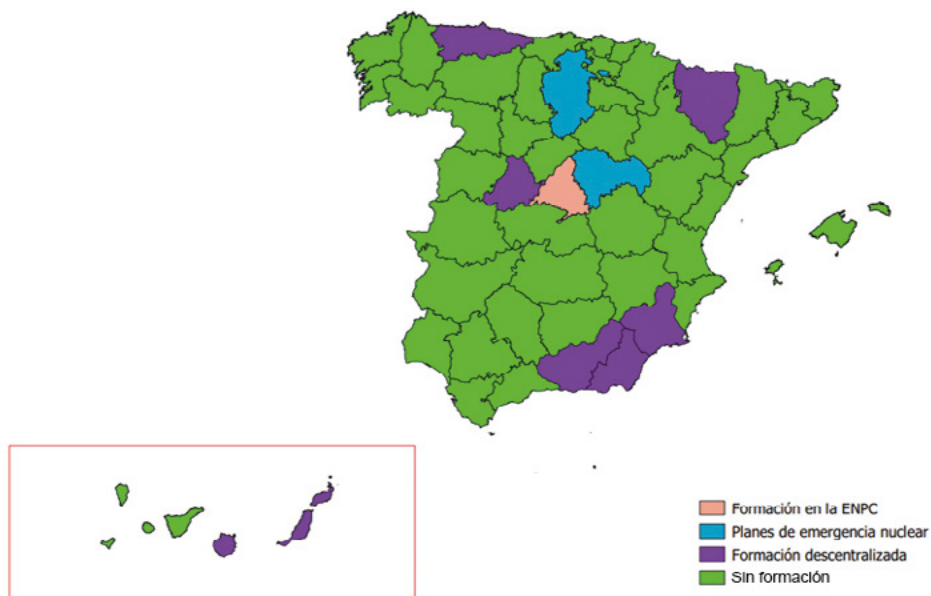 Formación en la ENPC
Planes de emergencia nuclear
Formación descentralizada
Sin formación